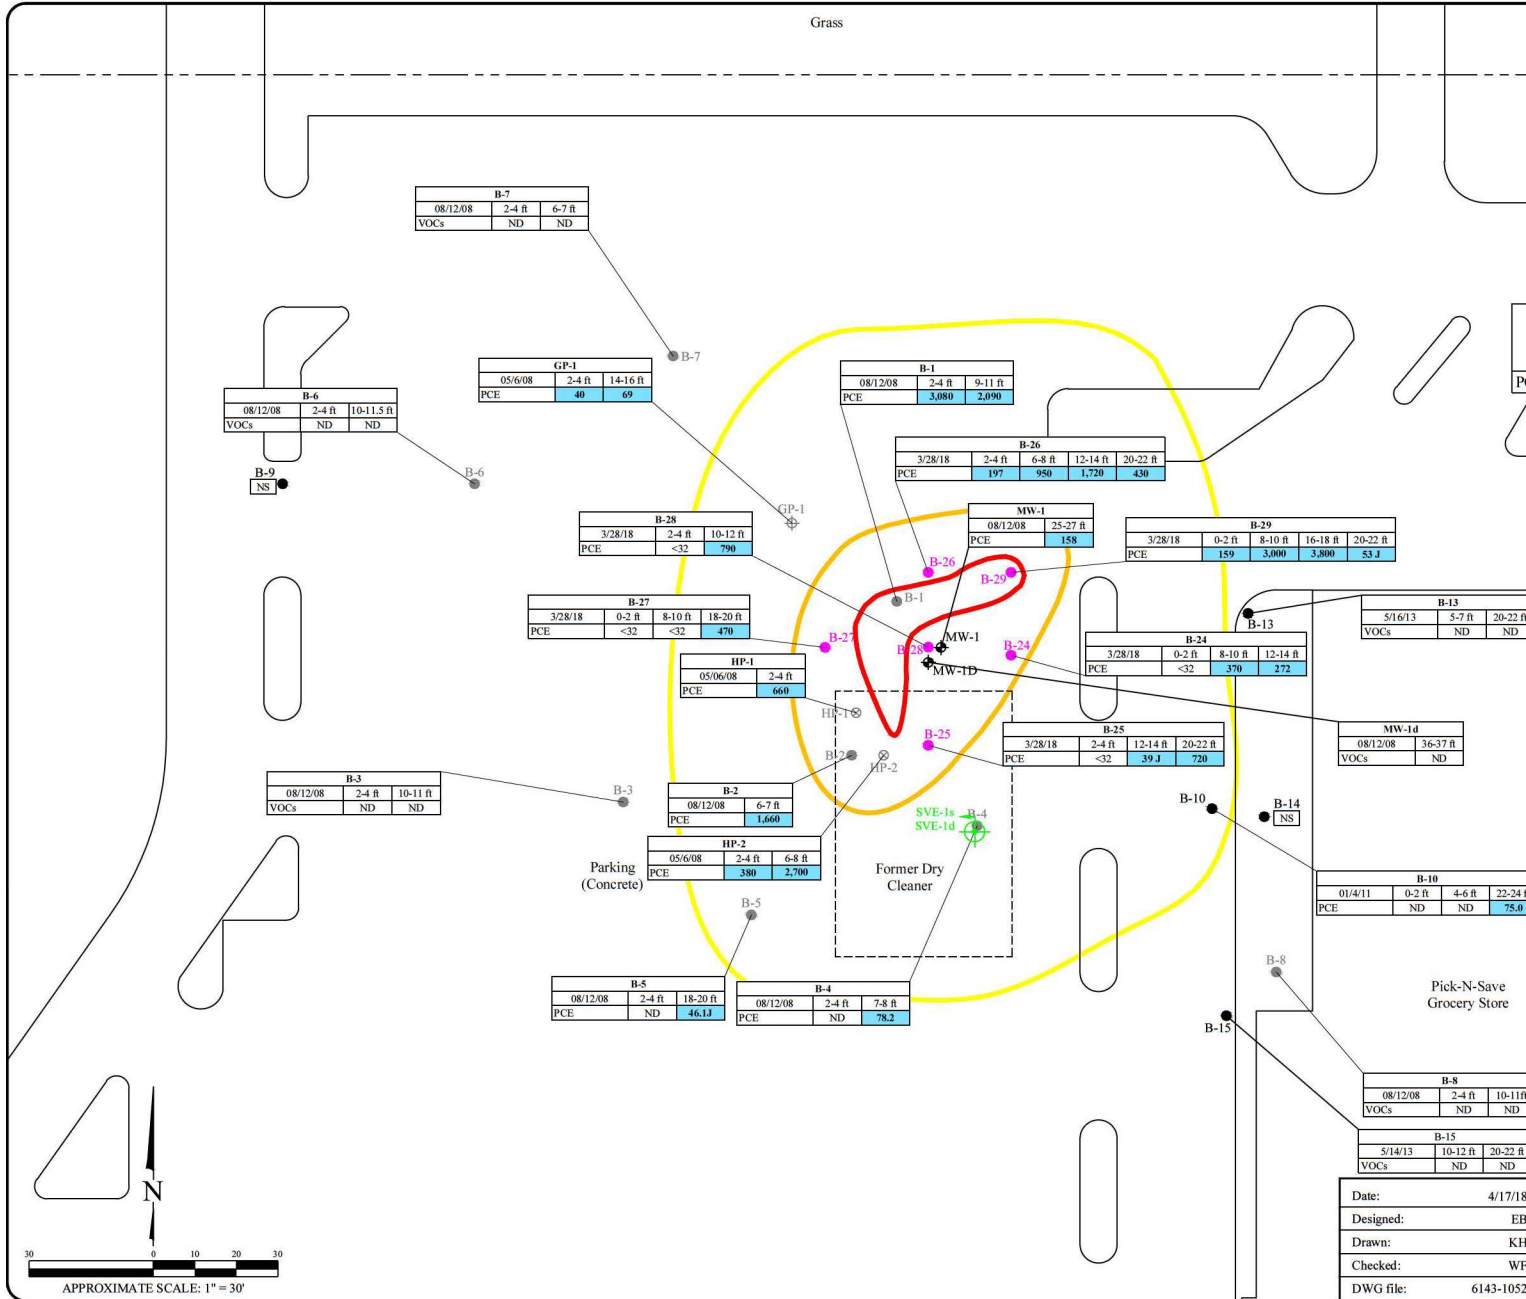 Grass
B-7
08/12/08 2-4 ft 6-7 ft
VOCs ND ND
B-7
GP-1
05/6/08 2-4 ft 14-16 ft
PCE 40 69
B-1
08/12/08 2-4 ft 9-11 ft
PCE 3,080 2,090
B-6
08/12/08 2-4 ft 10-11.5 ft
VOCs ND ND
B-26
3/28/18 2-4 ft 6-8 ft 12-14 ft 20-22 ft
PCE 197 950 1,720 430
B-9
NS
B-6
GP-1
MW-1
08/12/08 25-27 ft
PCE 158
B-28
3/28/18 2-4 ft 10-12 ft
PCE <32 790
B-29
3/28/18 0-2 ft 8-10 ft 16-18 ft 20-22 ft
PCE 159 3,000 3,800 53 J
B-26
B-29
B-1
B-27
3/28/18 0-2 ft 8-10 ft 18-20 ft
PCE <32 <32 470
B-13
5/16/13 5-7 ft 20-22 ft
VOCs ND ND
B-13
B-27
B-28
MW-1
MW-1D
B-24
B-24
3/28/18 0-2 ft 8-10 ft 12-14 ft
PCE <32 370 272
HP-1
05/06/08 2-4 ft
PCE 660
HP-1
B-25
B-25
3/28/18 2-4 ft 12-14 ft 20-22 ft
PCE <32 39 J 720
MW-1d
08/12/08 36-37 ft
VOCs ND
B-2
HP-2
B-3
08/12/08 2-4 ft 10-11 ft
VOCs ND ND
B-3
B-2
08/12/08 6-7 ft
PCE 1,660
SVE-1s
SVE-1d
B-4
B-10
B-14
NS
HP-2
05/6/08 2-4 ft 6-8 ft
PCE 380 2,700
Parking
(Concrete)
Former Dry
Cleaner
B-10
01/4/11 0-2 ft 4-6 ft 22-24 f
PCE ND ND 75.0
B-5
B-8
B-5
08/12/08 2-4 ft 18-20 ft
PCE ND 46.1J
B-4
08/12/08 2-4 ft 7-8 ft
PCE ND 78.2
Pick-N-Save
Grocery Store
B-15
B-8
08/12/08 2-4 ft 10-11ft
VOCs ND ND
B-15
5/14/13 10-12 ft 20-22 ft
VOCs ND ND
N
Date: 4/17/18
Designed: EB
Drawn: KH
Checked: WF
DWG file: 6143-1052
30 0 10 20 30
APPROXIMATE SCALE: 1" = 30'